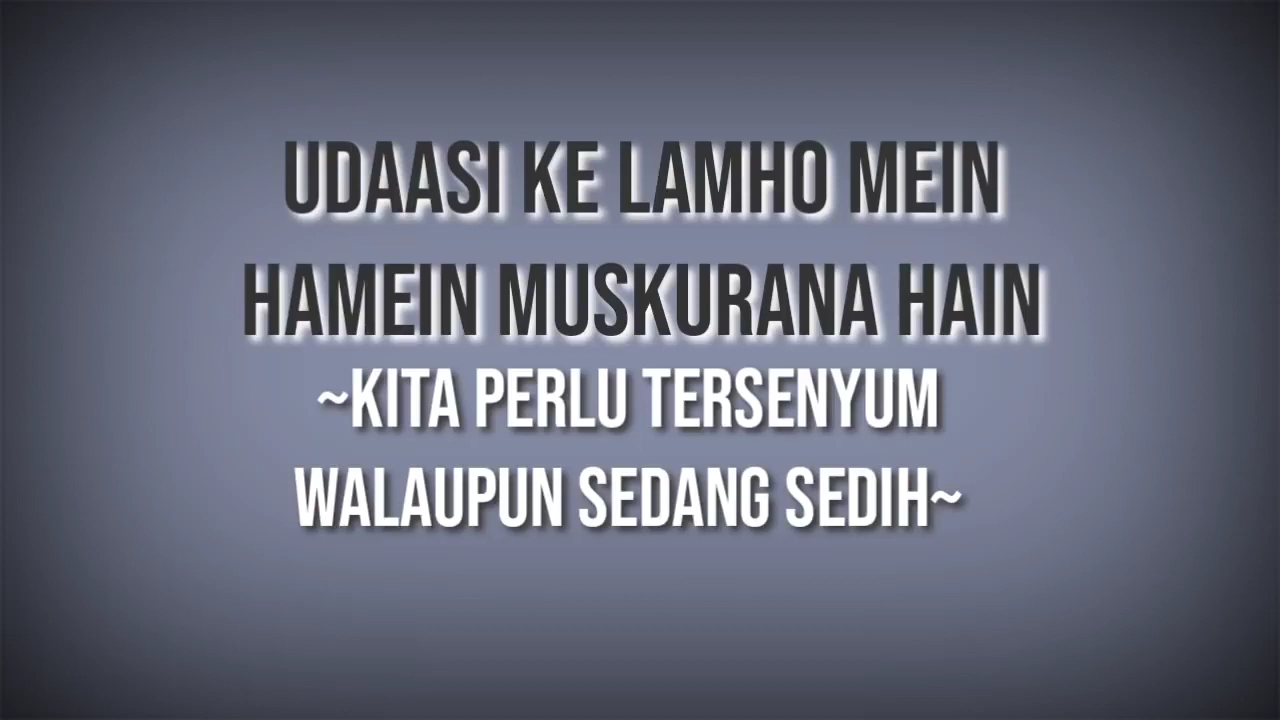 UDAASI KE LAMHO MEIN
HAMEIN MUSKURANA HAIN
~KITA PERLU TERSENYUM
WALAUPUN SEDANG SEDIH~